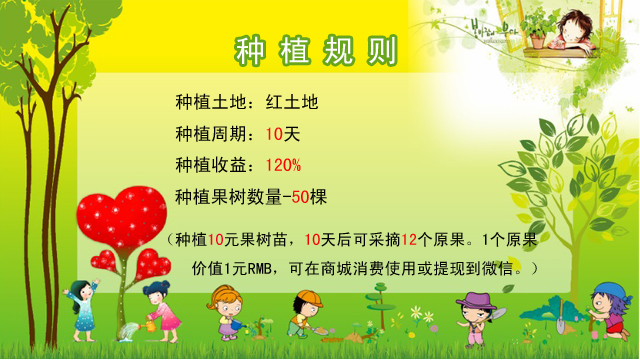 种植规则
种植土地：红土地
种植周期：10天
种植收益：120%
种植果树数量-50棵
（种植10元果树苗，10天后可采摘12个原果。1个原果
价值1元RMB，可在商城消费使用或提现到微信。）